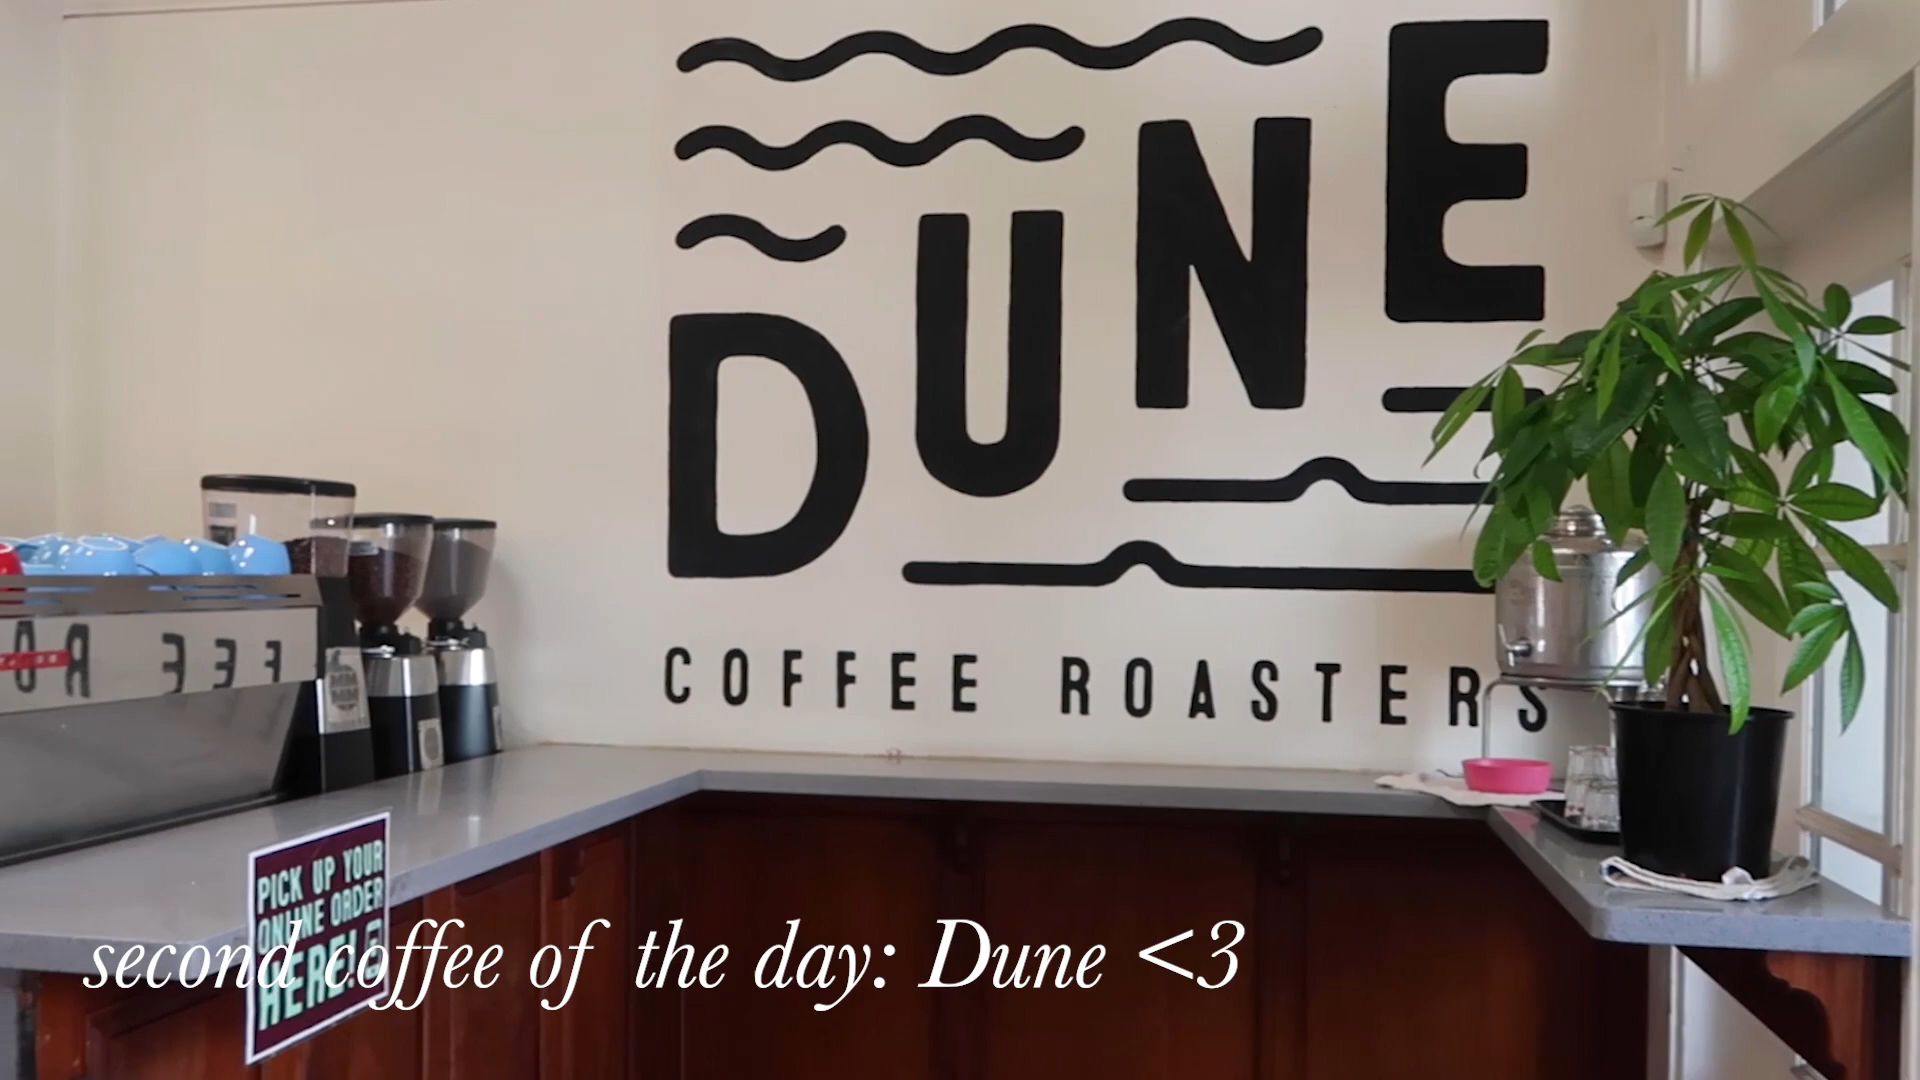 DUNE
COFFEE ROASTERS
PICK UP YOUR
ONLINE ORDER
HERE!
second coffee of the day: Dune <3